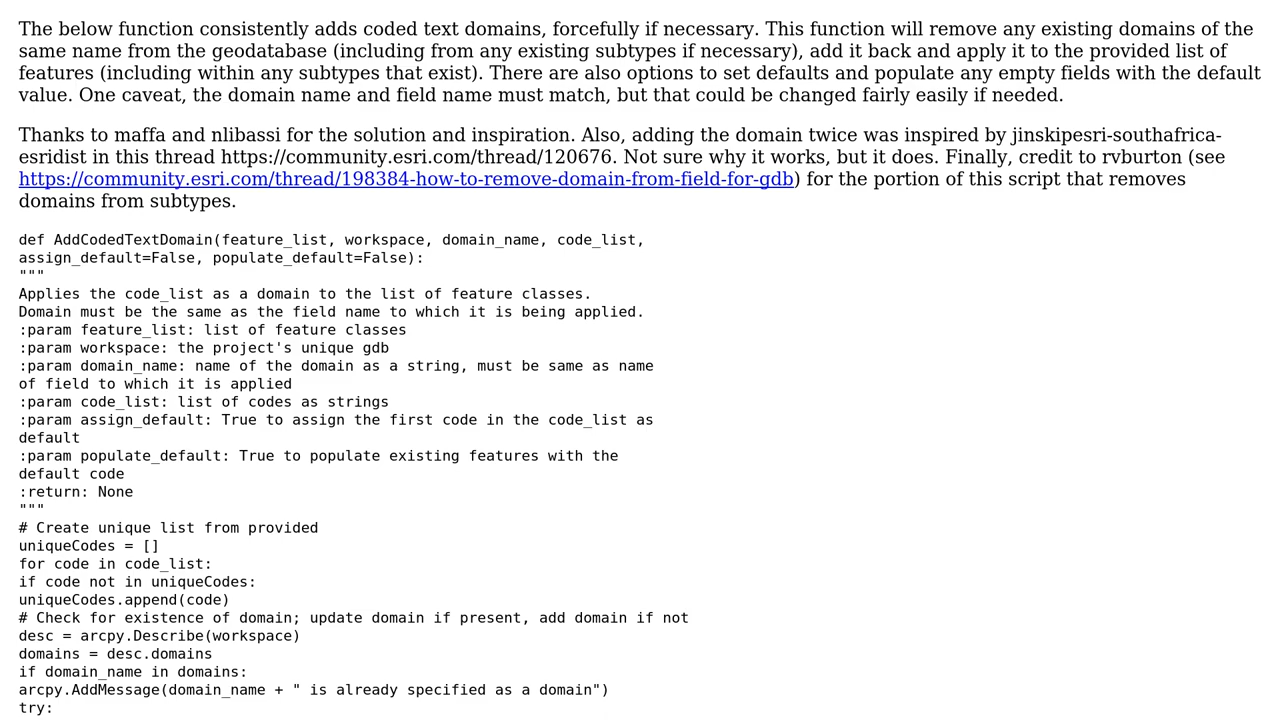 The below function consistently adds coded text domains, forcefully if necessary. This function will remove any existing domains of the
same name from the geodatabase (including from any existing subtypes if necessary), add it back and apply it to the provided list of
features (including within any subtypes that exist). There are also options to set defaults and populate any empty fields with the default
value. One caveat, the domain name and field name must match, but that could be changed fairly easily if needed.
Thanks to maffa and nlibassi for the solution and inspiration. Also, adding the domain twice was inspired by jinskipesri-southafrica-
esridist in this thread https://community.esri.com/thread/120676. Not sure why it works, but it does. Finally, credit to rvburton (see
https://community.esri.com/thread/198384-how-to-remove-domain-from-field-for-gdb) for the portion of this script that removes
domains from subtypes.
def AddCodedTextDomain(feature_list, workspace, domain_name, code_list,
assign_default=False, populate_default=False):
"""
Applies the code_list as a domain to the list of feature classes.
Domain must be the same as the field name to which it is being applied.
:param feature_list: list of feature classes
:param workspace: the project's unique gdb
:param domain_name: name of the domain as a string, must be same as name
of field to which it is applied
:param code_list: list of codes as strings
:param assign_default: True to assign the first code in the code_list as
default
:param populate_default: True to populate existing features with the
default code
:return: None
"""
# Create unique list from provided
uniqueCodes = []
for code in code_list:
if code not in uniqueCodes:
uniqueCodes.append(code)
# Check for existence of domain; update domain if present, add domain if not
desc = arcpy.Describe(workspace)
domains = desc.domains
if domain_name in domains:
arcpy.AddMessage(domain_name + " is already specified as a domain")
try: